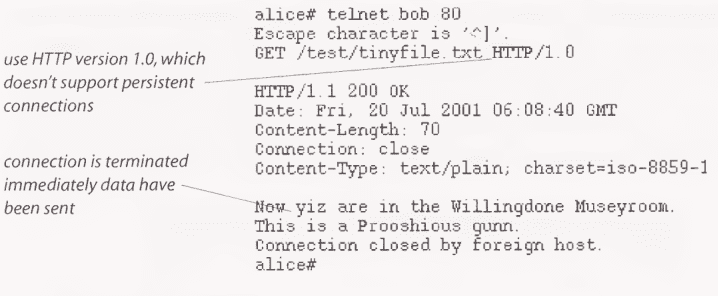 alice# telnet bob 80
Escape character is '^]'.
GET /test/tinyfile.txt HTTP/1.0
use HTTP version 1.0, which
doesn't support persistent
connections
HTTP/1.1 200 OK
Date: Fri, 20 Jul 2001 06:08:40 GMT
Content-Length: 70
Connection: close
Content-Type: text/plain; charset=iso-8859-1
connection is terminated
immediately data have
been sent
Now yiz are in the Willingdone Museyroom.
This is a Prooshious gunn.
Connection closed by foreign host.
alice#